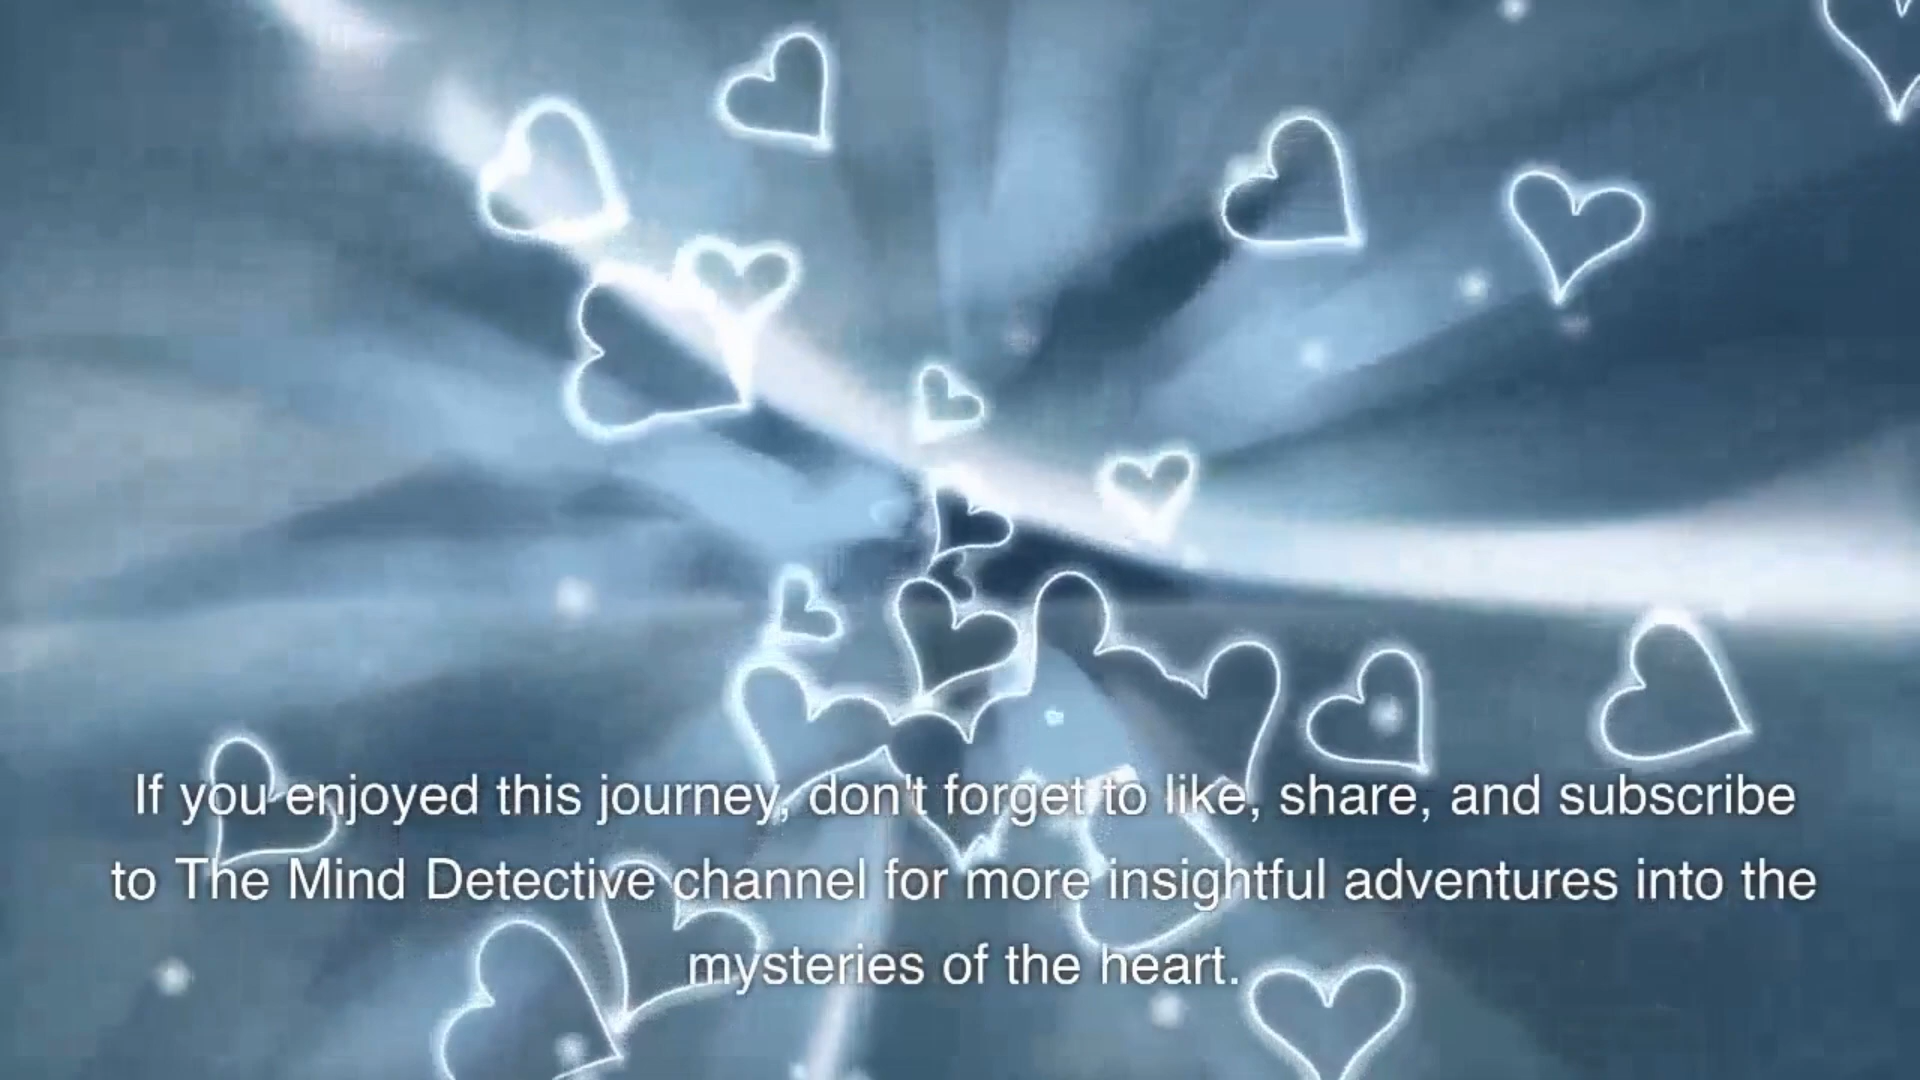 If you enjoyed this journey, don't forget to like, share, and subscribe
to The Mind Detective channel for more insightful adventures into the
mysteries of the heart.